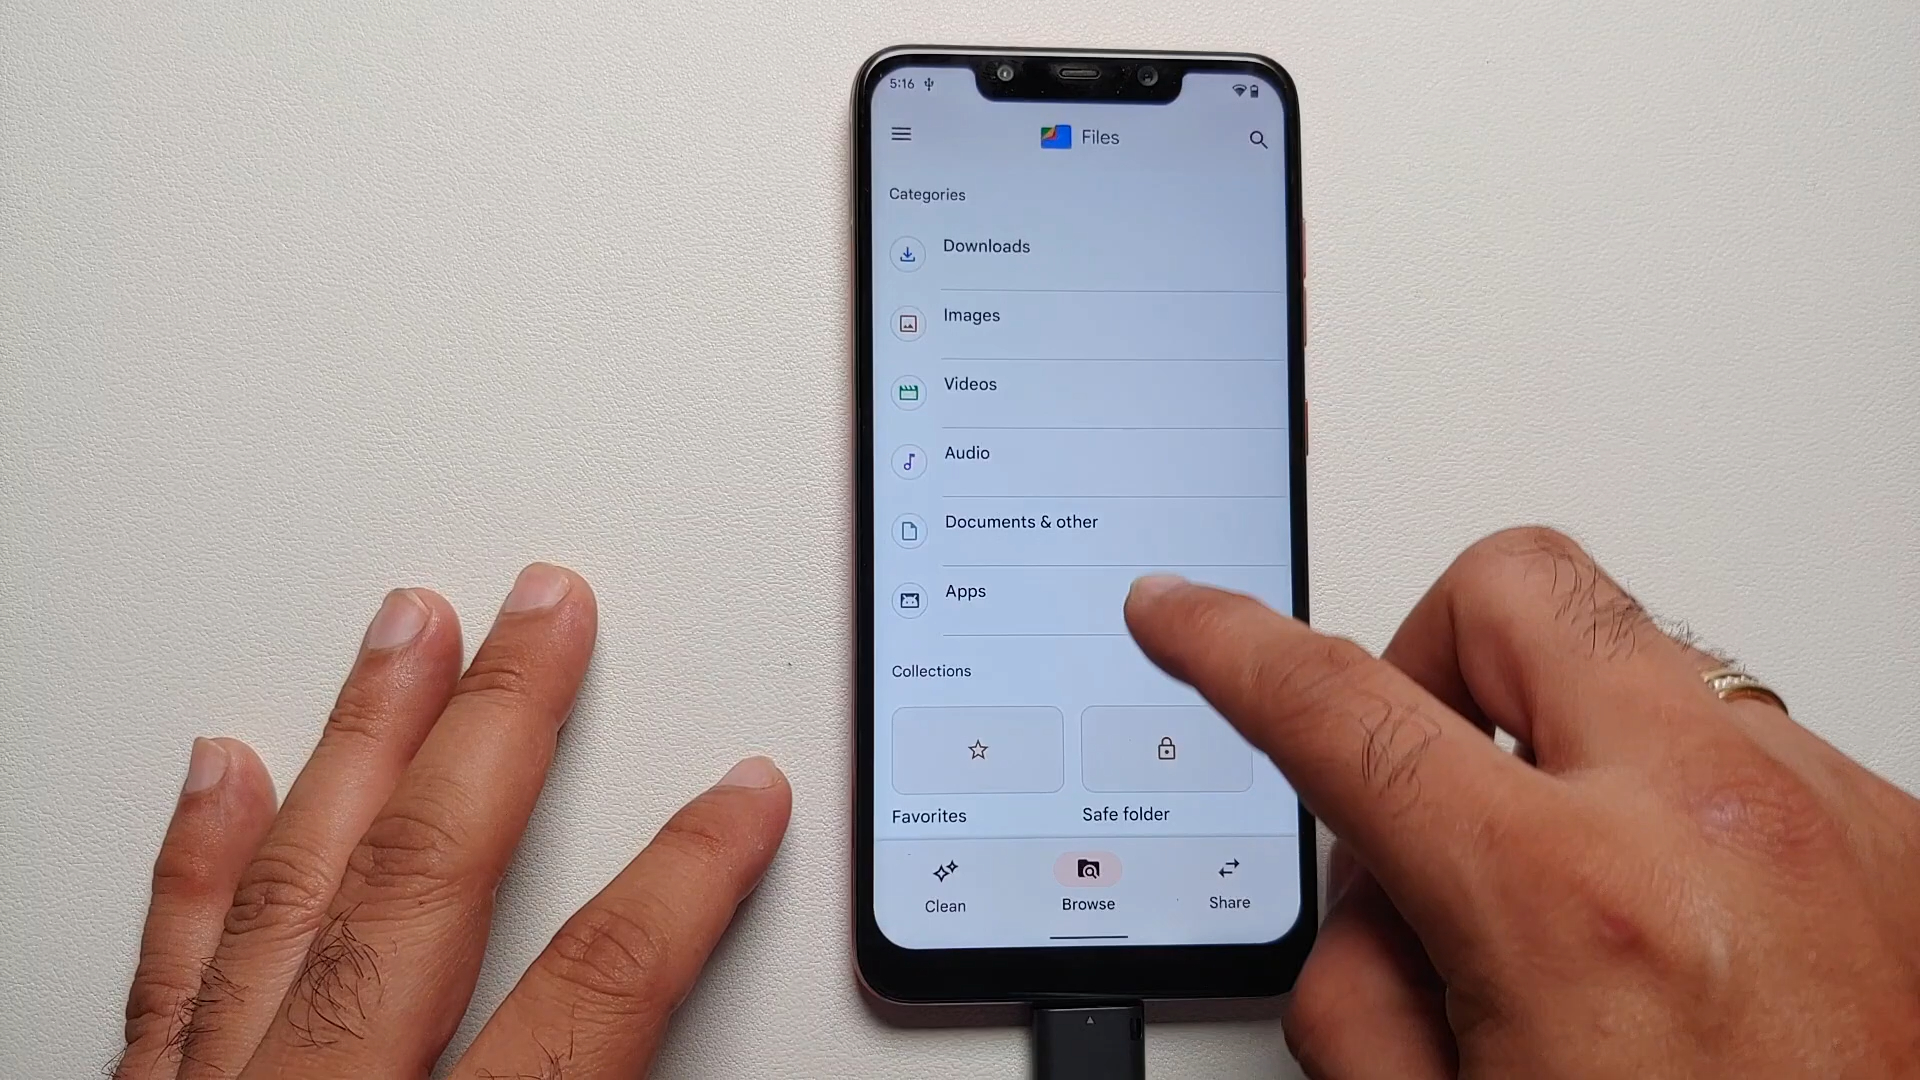 5:16
Files
Categories
Downloads
Images
Videos
Audio
Documents & other
Apps
Collections
Favorites
Safe folder
Clean
Browse
Share